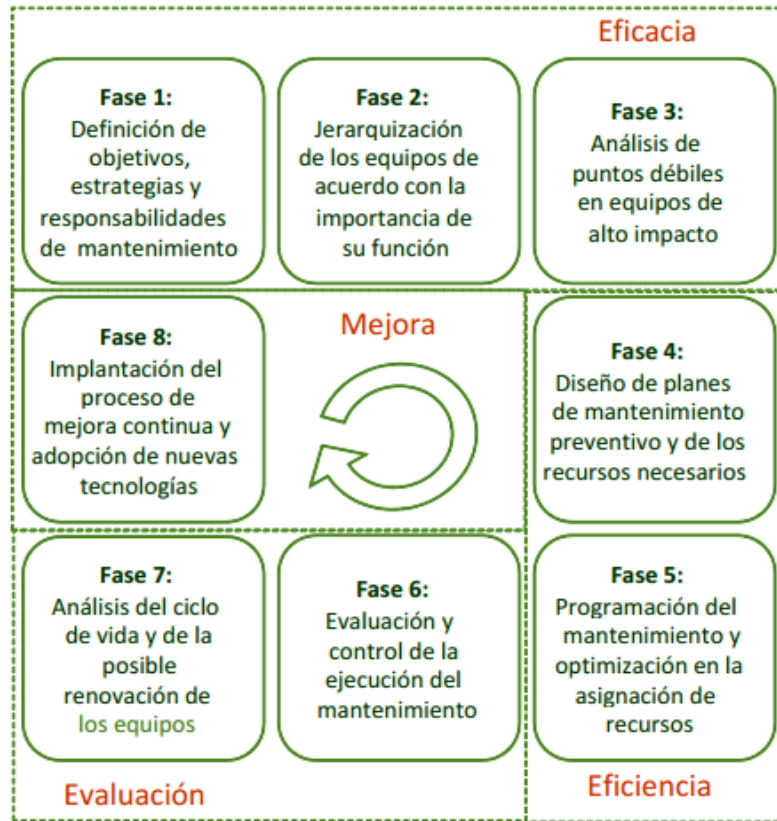 Eficacia
Fase 1:
Definición de
objetivos,
estrategias y
responsabilidades
de mantenimiento
Fase 2:
Jerarquización
de los equipos de
acuerdo con la
importancia de
su función
Fase 3:
Análisis de
puntos débiles
en equipos de
alto impacto
Fase 8:
Implantación del
proceso de
mejora continua y
adopción de nuevas
tecnologías
Mejora
Fase 4:
Diseño de planes
de mantenimiento
preventivo y de los
recursos necesarios
Fase 7:
Análisis del ciclo
de vida y de la
posible
renovación de
los equipos
Fase 6:
Evaluación y
control de la
ejecución del
mantenimiento
Fase 5:
Programación del
mantenimiento y
optimización en la
asignación de
recursos
Evaluación
Eficiencia